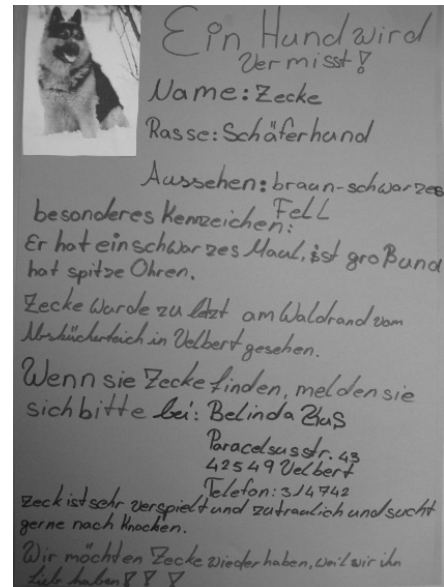 Ein Hund wird
Vermisst!
Name: Zecke
Rasse: Schäferhund
Aussehen: braun-schwarzes
Fell
besonderes Kennzeichen:
Er hat ein schwarzes Maul, ist groß und
hat spitze Ohren.
Zecke wurde zu letzt am Waldrand vom
in Velbert gesehen.
Wenn sie Zecke finden, melden sie
sich bitte bei: Belinda
Paracelsusstr. 43
42549 Velbert
Telefon: 314742
Zeck ist sehr verspielt und zutraulich und sucht
gerne nach Knochen.
Wir möchten Zecke wieder haben, weil wir ihn
Lieb haben! ! !